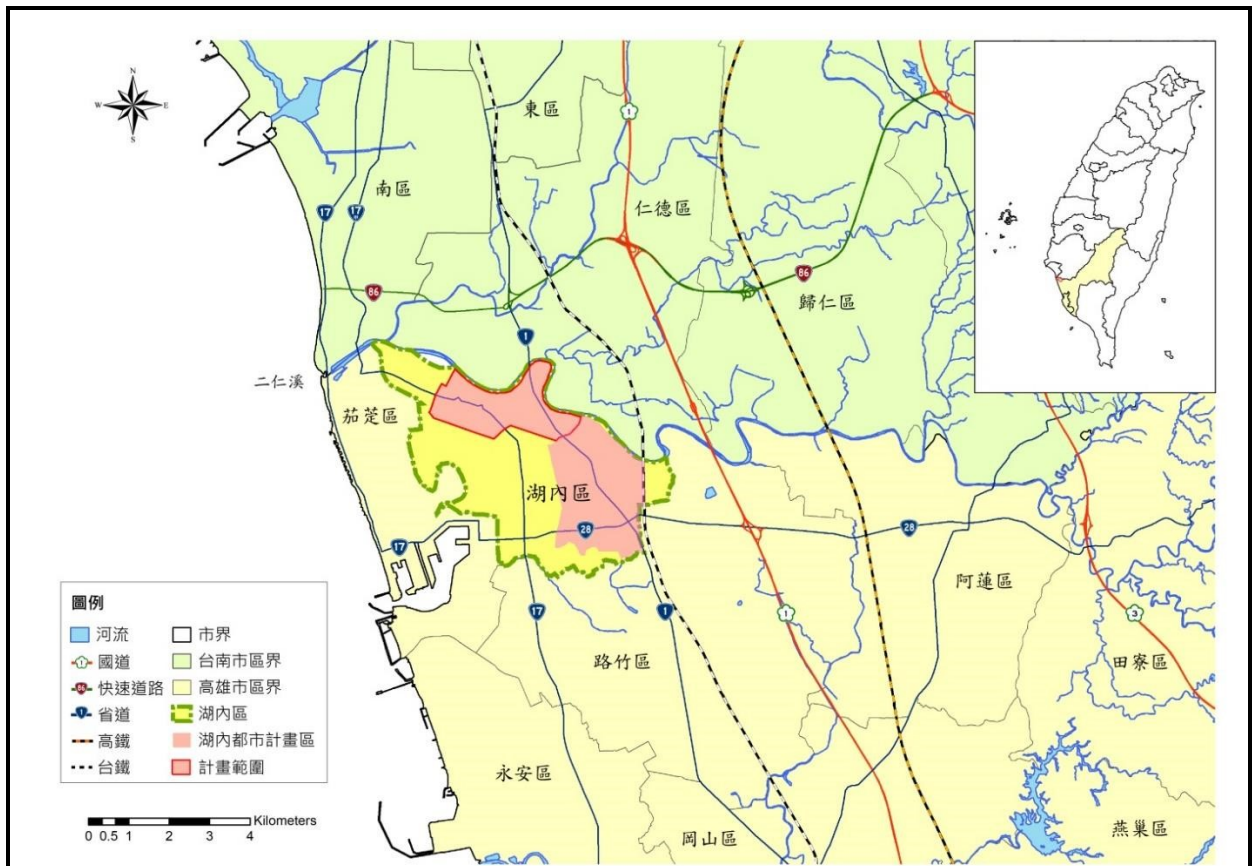 N
W
E
S
東區
1
南區
17
17
仁德區
86
86
歸仁區
1
二仁溪
茄萣區
湖內區
28
28
17
阿蓮區
17
1
1
3
路竹區
田寮區
永安區
岡山區
燕巢區
圖例
河流
市界
1
國道
台南市區界
86
快速道路
高雄市區界
1
省道
湖內區
高鐵
湖內都市計畫區
台鐵
計畫範圍
0 0.5 1 2 3 4 Kilometers